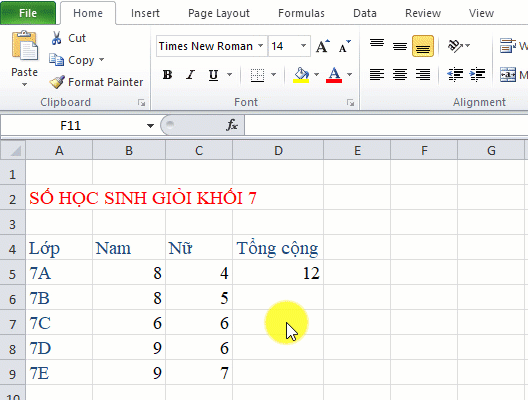 File Home Insert Page Layout Formulas Data Review View
Cut
Copy
Format Painter
Paste
Times New Roman 14 A A
B I U A
Clipboard Font Alignment
F11 fx
A B C D E F G
1
2 SỐ HỌC SINH GIỎI KHỐI 7
3
4 Lớp Nam Nữ Tổng cộng
5 7A 8 4 12
6 7B 8 5
7 7C 6 6
8 7D 9 6
9 7E 9 7
10